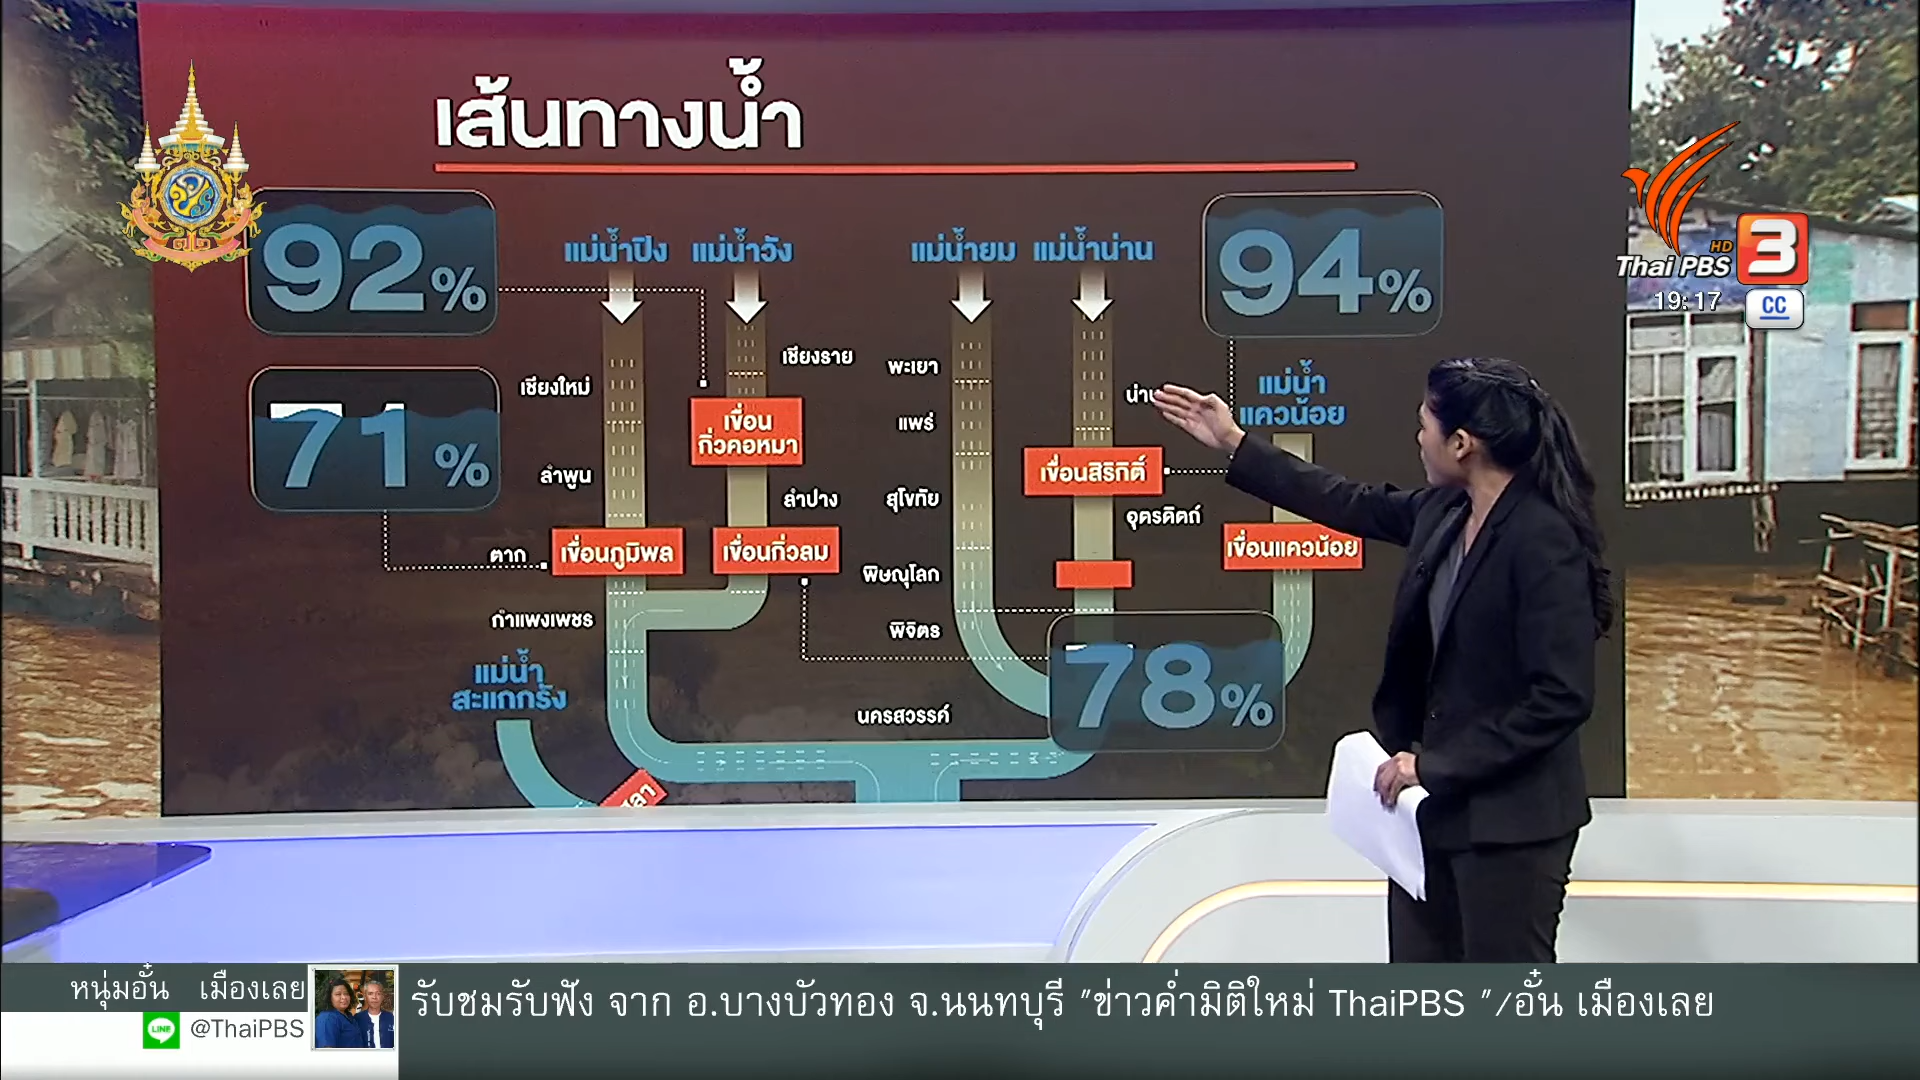 เส้นทางน้ำ
92%
แม่น้ำปิง
แม่น้ำวัง
แม่น้ำยม
แม่น้ำน่าน
94%
HD
Thai PBS
3
19:17
CC
เชียงราย
พะเยา
เชียงใหม่
น่าน
แม่น้ำ
แควน้อย
71%
เขื่อน
กิ่วคอหมา
แพร่
ลำพูน
เขื่อนสิริกิติ์
ลำปาง
สุโขทัย
อุตรดิตถ์
ตาก
เขื่อนภูมิพล
เขื่อนกิ่วลม
เขื่อนแควน้อย
พิษณุโลก
กำแพงเพชร
พิจิตร
แม่น้ำ
สะแกกรัง
78%
นครสวรรค์
หนุ่มอั๋น เมืองเลย
LINE
@ThaiPBS
รับชมรับฟัง จาก อ.บางบัวทอง จ.นนทบุรี "ข่าวค่ำมิติใหม่ ThaiPBS "/อั๋น เมืองเลย